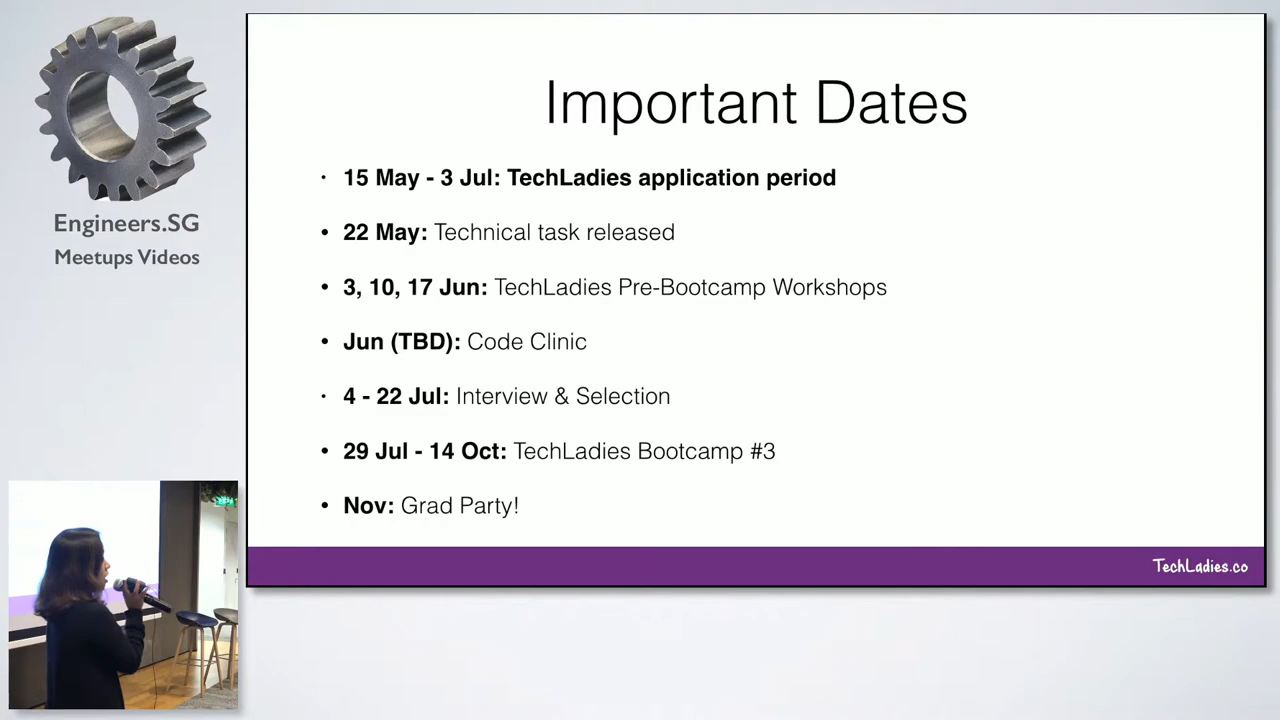 Engineers.SG
Meetups Videos
Important Dates
• 15 May - 3 Jul: TechLadies application period
• 22 May: Technical task released
• 3, 10, 17 Jun: TechLadies Pre-Bootcamp Workshops
• Jun (TBD): Code Clinic
• 4 - 22 Jul: Interview & Selection
• 29 Jul - 14 Oct: TechLadies Bootcamp #3
• Nov: Grad Party!
TechLadies.co